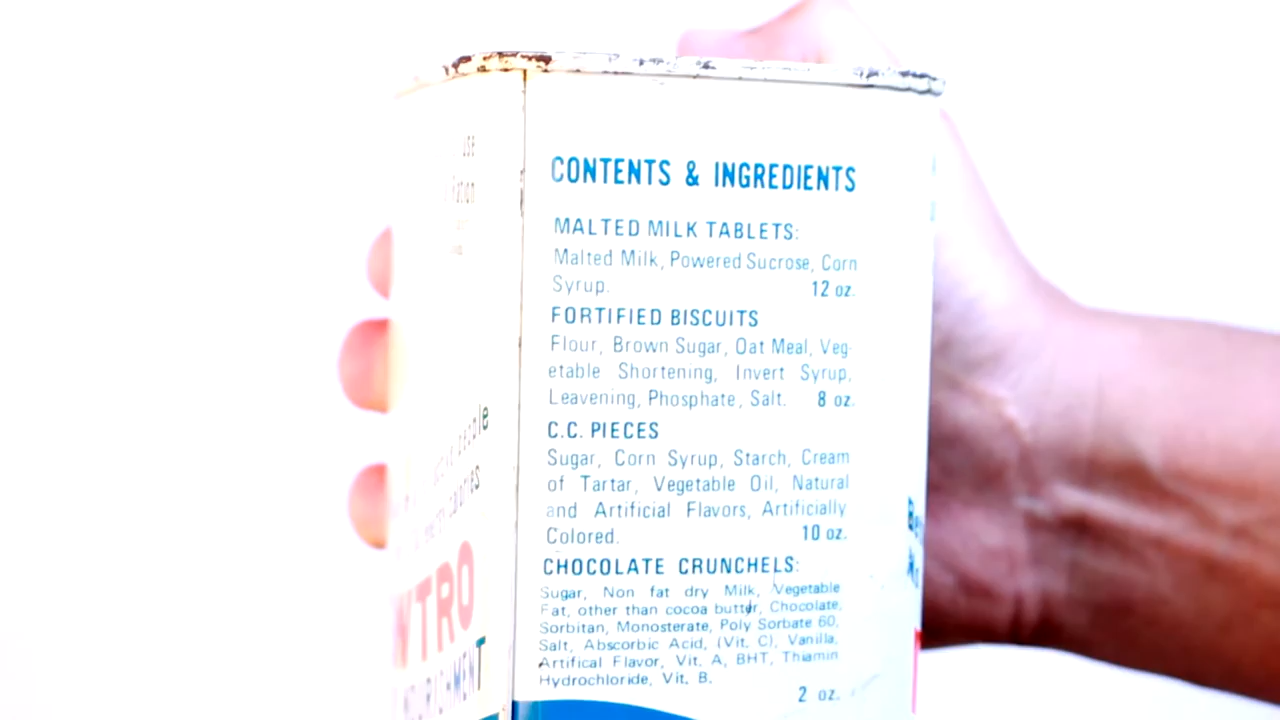 CONTENTS & INGREDIENTS
MALTED MILK TABLETS:
Malted Milk, Powered Sucrose, Corn
Syrup. 12 oz.
FORTIFIED BISCUITS
Flour, Brown Sugar, Oat Meal, Veg-
etable Shortening, Invert Syrup,
Leavening, Phosphate, Salt. 8 oz.
C.C. PIECES
Sugar, Corn Syrup, Starch, Cream
of Tartar, Vegetable Oil, Natural
and Artificial Flavors, Artificially
Colored. 10 oz.
CHOCOLATE CRUNCHELS:
Sugar, Non fat dry Milk, Vegetable
Fat, other than cocoa butter, Chocolate,
Sorbitan, Monosterate, Poly Sorbate 60,
Salt, Abscorbic Acid, (Vit. C), Vanilla,
Artifical Flavor, Vit. A, BHT, Thiamin
Hydrochloride, Vit. B.
2 oz.